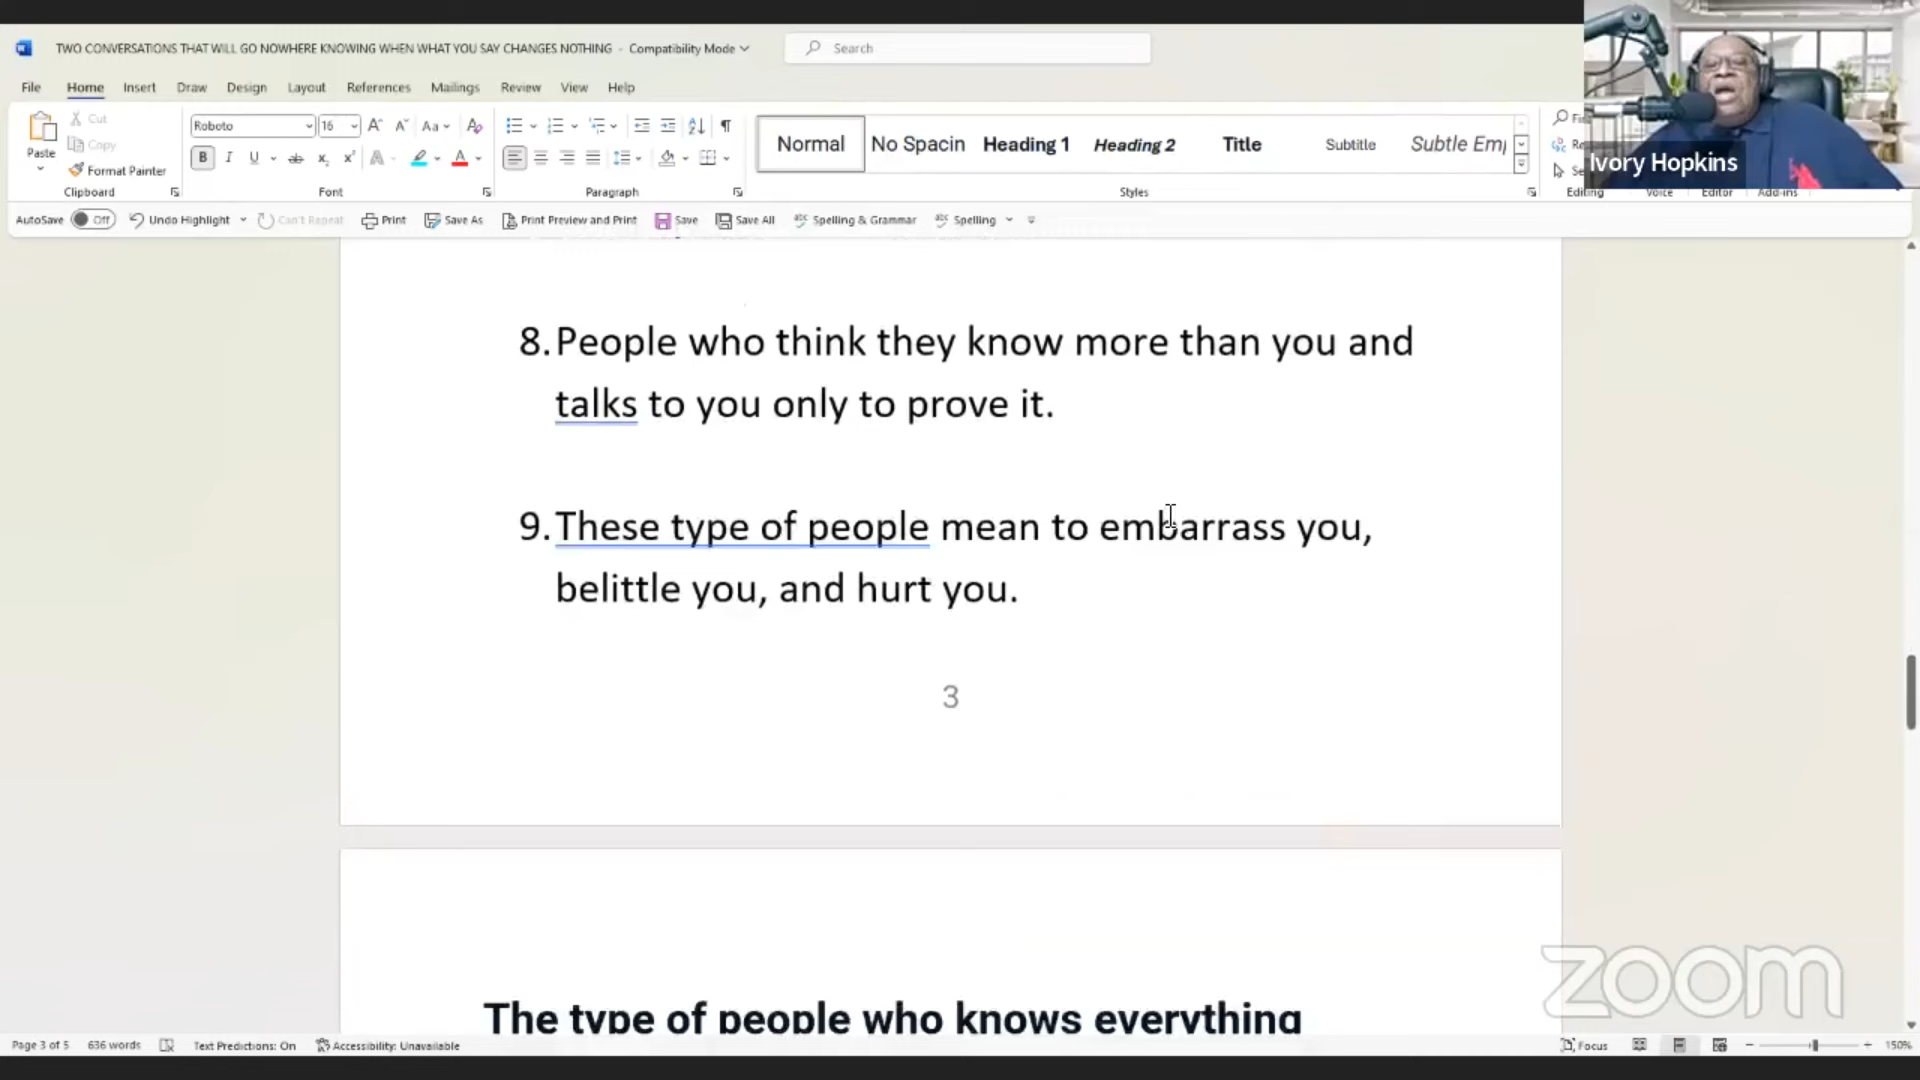 TWO CONVERSATIONS THAT WILL GO NOWHERE KNOWING WHEN WHAT YOU SAY CHANGES NOTHING - Compatibility Mode
Search
File Home Insert Draw Design Layout References Mailings Review View Help
Paste
Cut
Copy
Format Painter
Clipboard
Roboto 16
Font
Paragraph
Normal No Spacin Heading 1 Heading 2 Title Subtitle Subtle Emp
Styles
Editing Voice Editor Add-ins
Ivory Hopkins
AutoSave Off Undo Highlight Can't Repeat Print Save As Print Preview and Print Save Save All Spelling & Grammar Spelling
8. People who think they know more than you and
talks to you only to prove it.
9. These type of people mean to embarrass you,
belittle you, and hurt you.
3
The type of people who knows everything
zoom
Page 3 of 5 636 words Text Predictions: On Accessibility: Unavailable Focus 150%